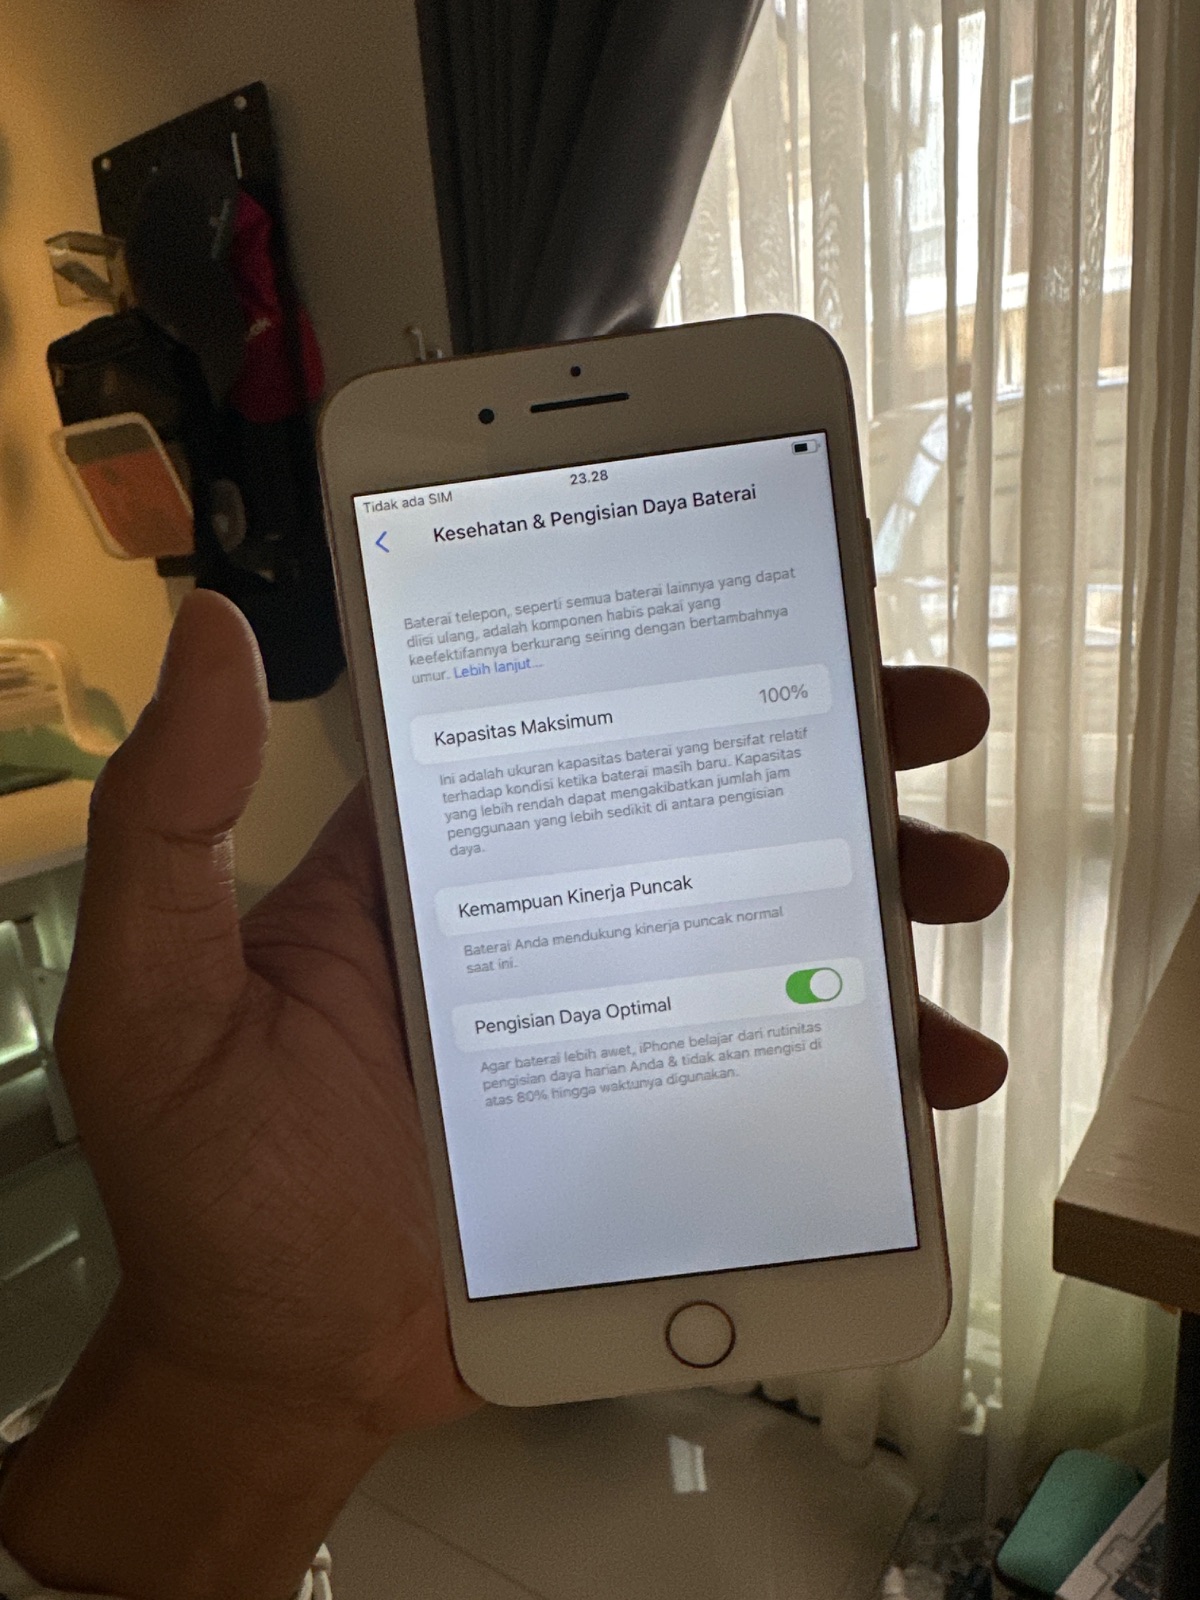 Tidak ada SIM
23.28
Kesehatan & Pengisian Daya Baterai
Baterai telepon, seperti semua baterai lainnya yang dapat
diisi ulang, adalah komponen habis pakai yang
keefektifannya berkurang seiring dengan bertambahnya
umur. Lebih lanjut...
Kapasitas Maksimum 100%
Ini adalah ukuran kapasitas baterai yang bersifat relatif
terhadap kondisi ketika baterai masih baru. Kapasitas
yang lebih rendah dapat mengakibatkan jumlah jam
penggunaan yang lebih sedikit di antara pengisian
daya.
Kemampuan Kinerja Puncak
Baterai Anda mendukung kinerja puncak normal
saat ini.
Pengisian Daya Optimal
Agar baterai lebih awet, iPhone belajar dari rutinitas
pengisian daya harian Anda & tidak akan mengisi di
atas 80% hingga waktunya digunakan.